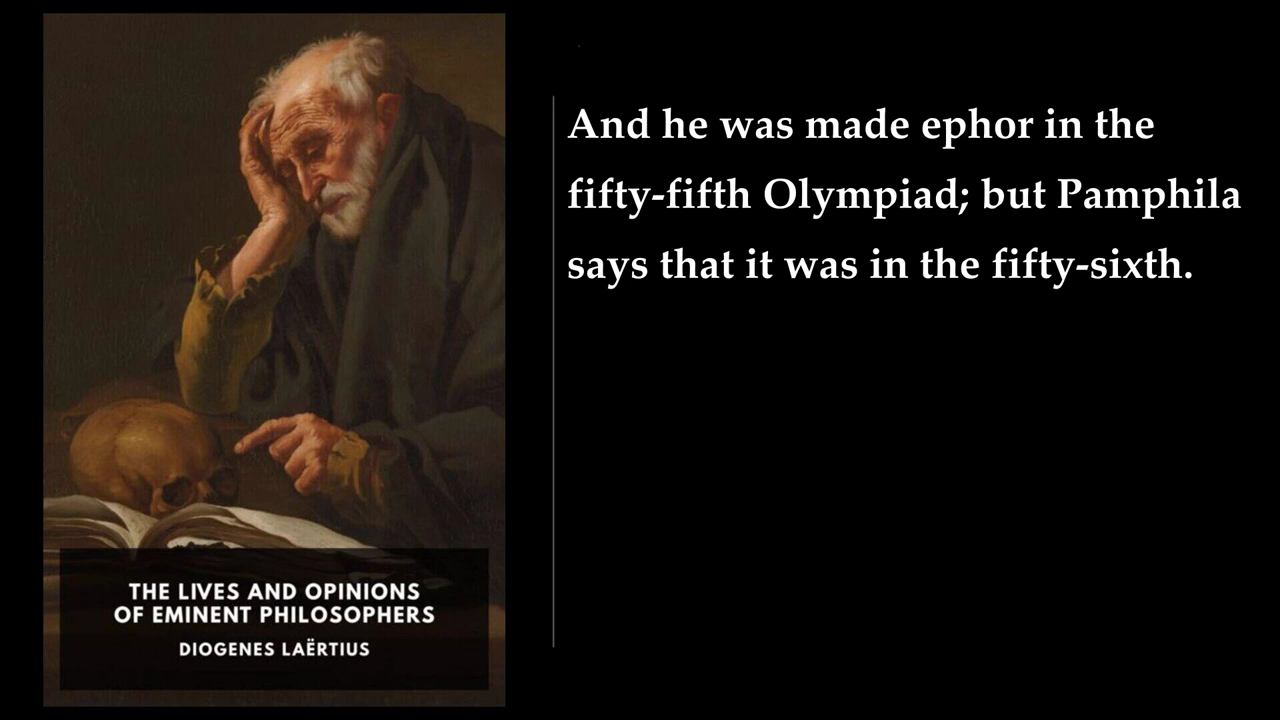 And he was made ephor in the
fifty-fifth Olympiad; but Pamphila
says that it was in the fifty-sixth.
THE LIVES AND OPINIONS
OF EMINENT PHILOSOPHERS
DIOGENES LAËRTIUS